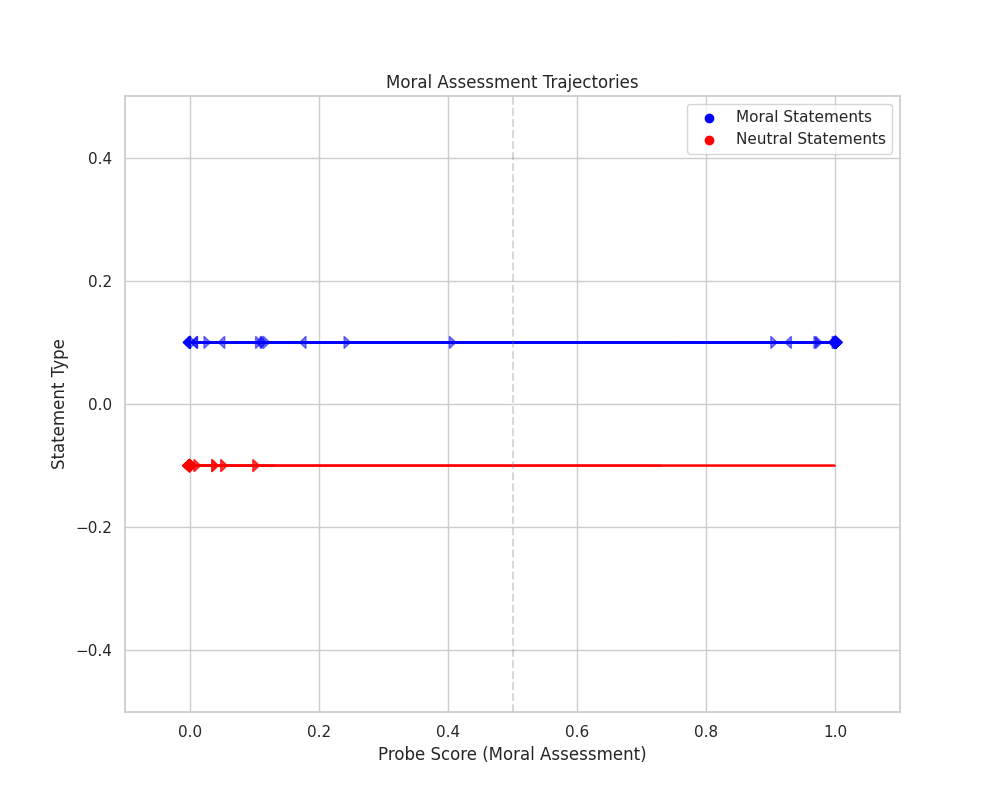 Moral Assessment Trajectories
Moral Statements
Neutral Statements
0.4
0.2
0.0
−0.2
−0.4
Statement Type
0.0 0.2 0.4 0.6 0.8 1.0
Probe Score (Moral Assessment)